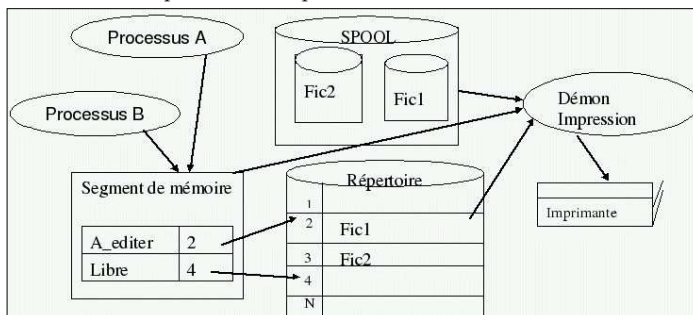 Processus A
Processus B
SPOOL
Fic2
Fic1
Démon
Impression
Imprimante
Segment de mémoire
A_editer 2
Libre 4
Répertoire
1
2 Fic1
3 Fic2
4
N